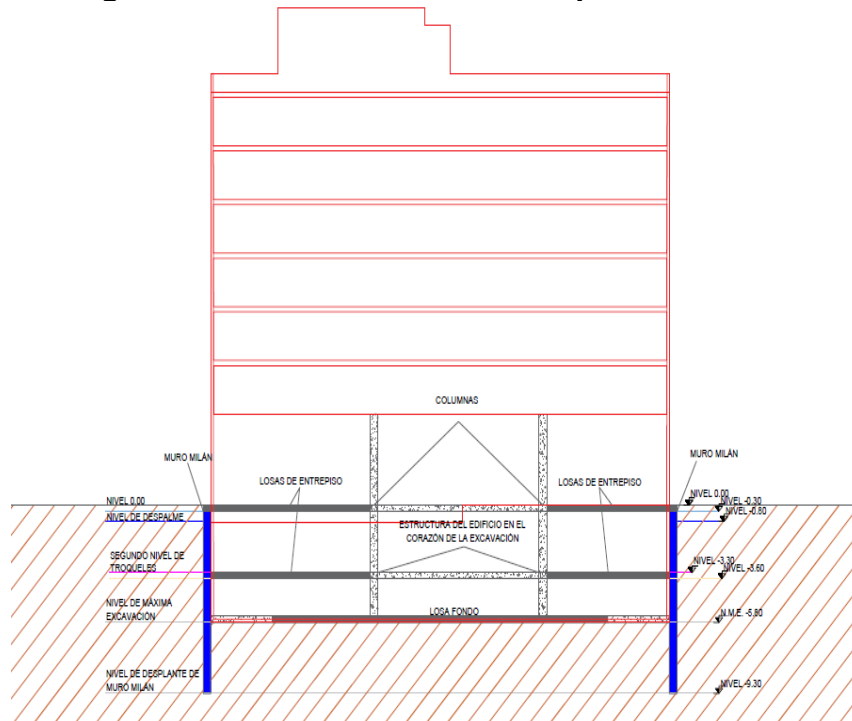 COLUMNAS
MURO MILÁN
MURO MILÁN
LOSAS DE ENTREPISO
LOSAS DE ENTREPISO
NIVEL 0.00
NIVEL 0.00
NIVEL -0.30
NIVEL -0.80
NIVEL DE DESPALME
ESTRUCTURA DEL EDIFICIO EN EL
CORAZÓN DE LA EXCAVACIÓN
SEGUNDO NIVEL DE
TROQUELES
NIVEL -3.30
NIVEL -3.60
NIVEL DE MÁXIMA
EXCAVACIÓN
LOSA FONDO
N.M.E. -5.80
NIVEL DE DESPLANTE DE
MURO MILÁN
NIVEL -9.30